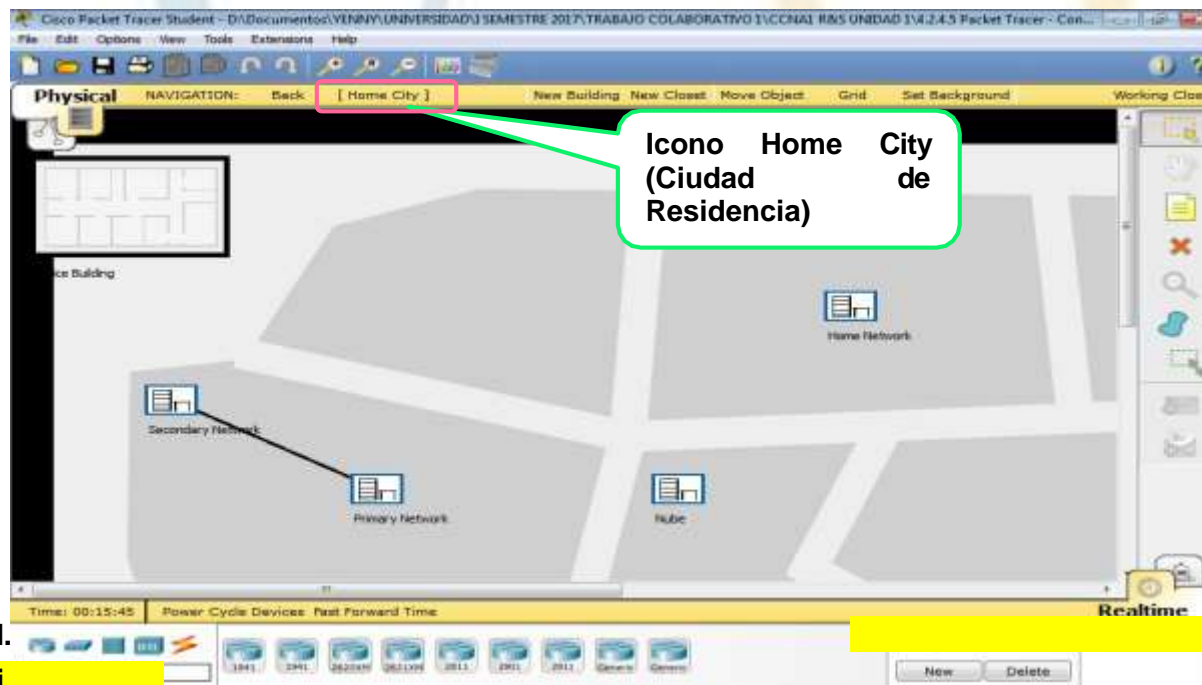 Cisco Packet Tracer Student - D:\Documentos\YENNY\UNIVERSIDAD\I SEMESTRE 2017\TRABAJO COLABORATIVO 1\CCNA1 R&S UNIDAD 1\4.2.4.5 Packet Tracer - Con...
File Edit Options View Tools Extensions Help
Physical NAVIGATION: Back [ Home City ] New Building New Closet Move Object Grid Set Background Working Clos
Icono Home City
(Ciudad de
Residencia)
ce Building
Home Network
Secondary Network
Primary Network
Nube
Time: 00:15:45 Power Cycle Devices Fast Forward Time
Realtime
1841 1941 2620XM 2621XM 2811 2901 2911 Generic Generic
New Delete